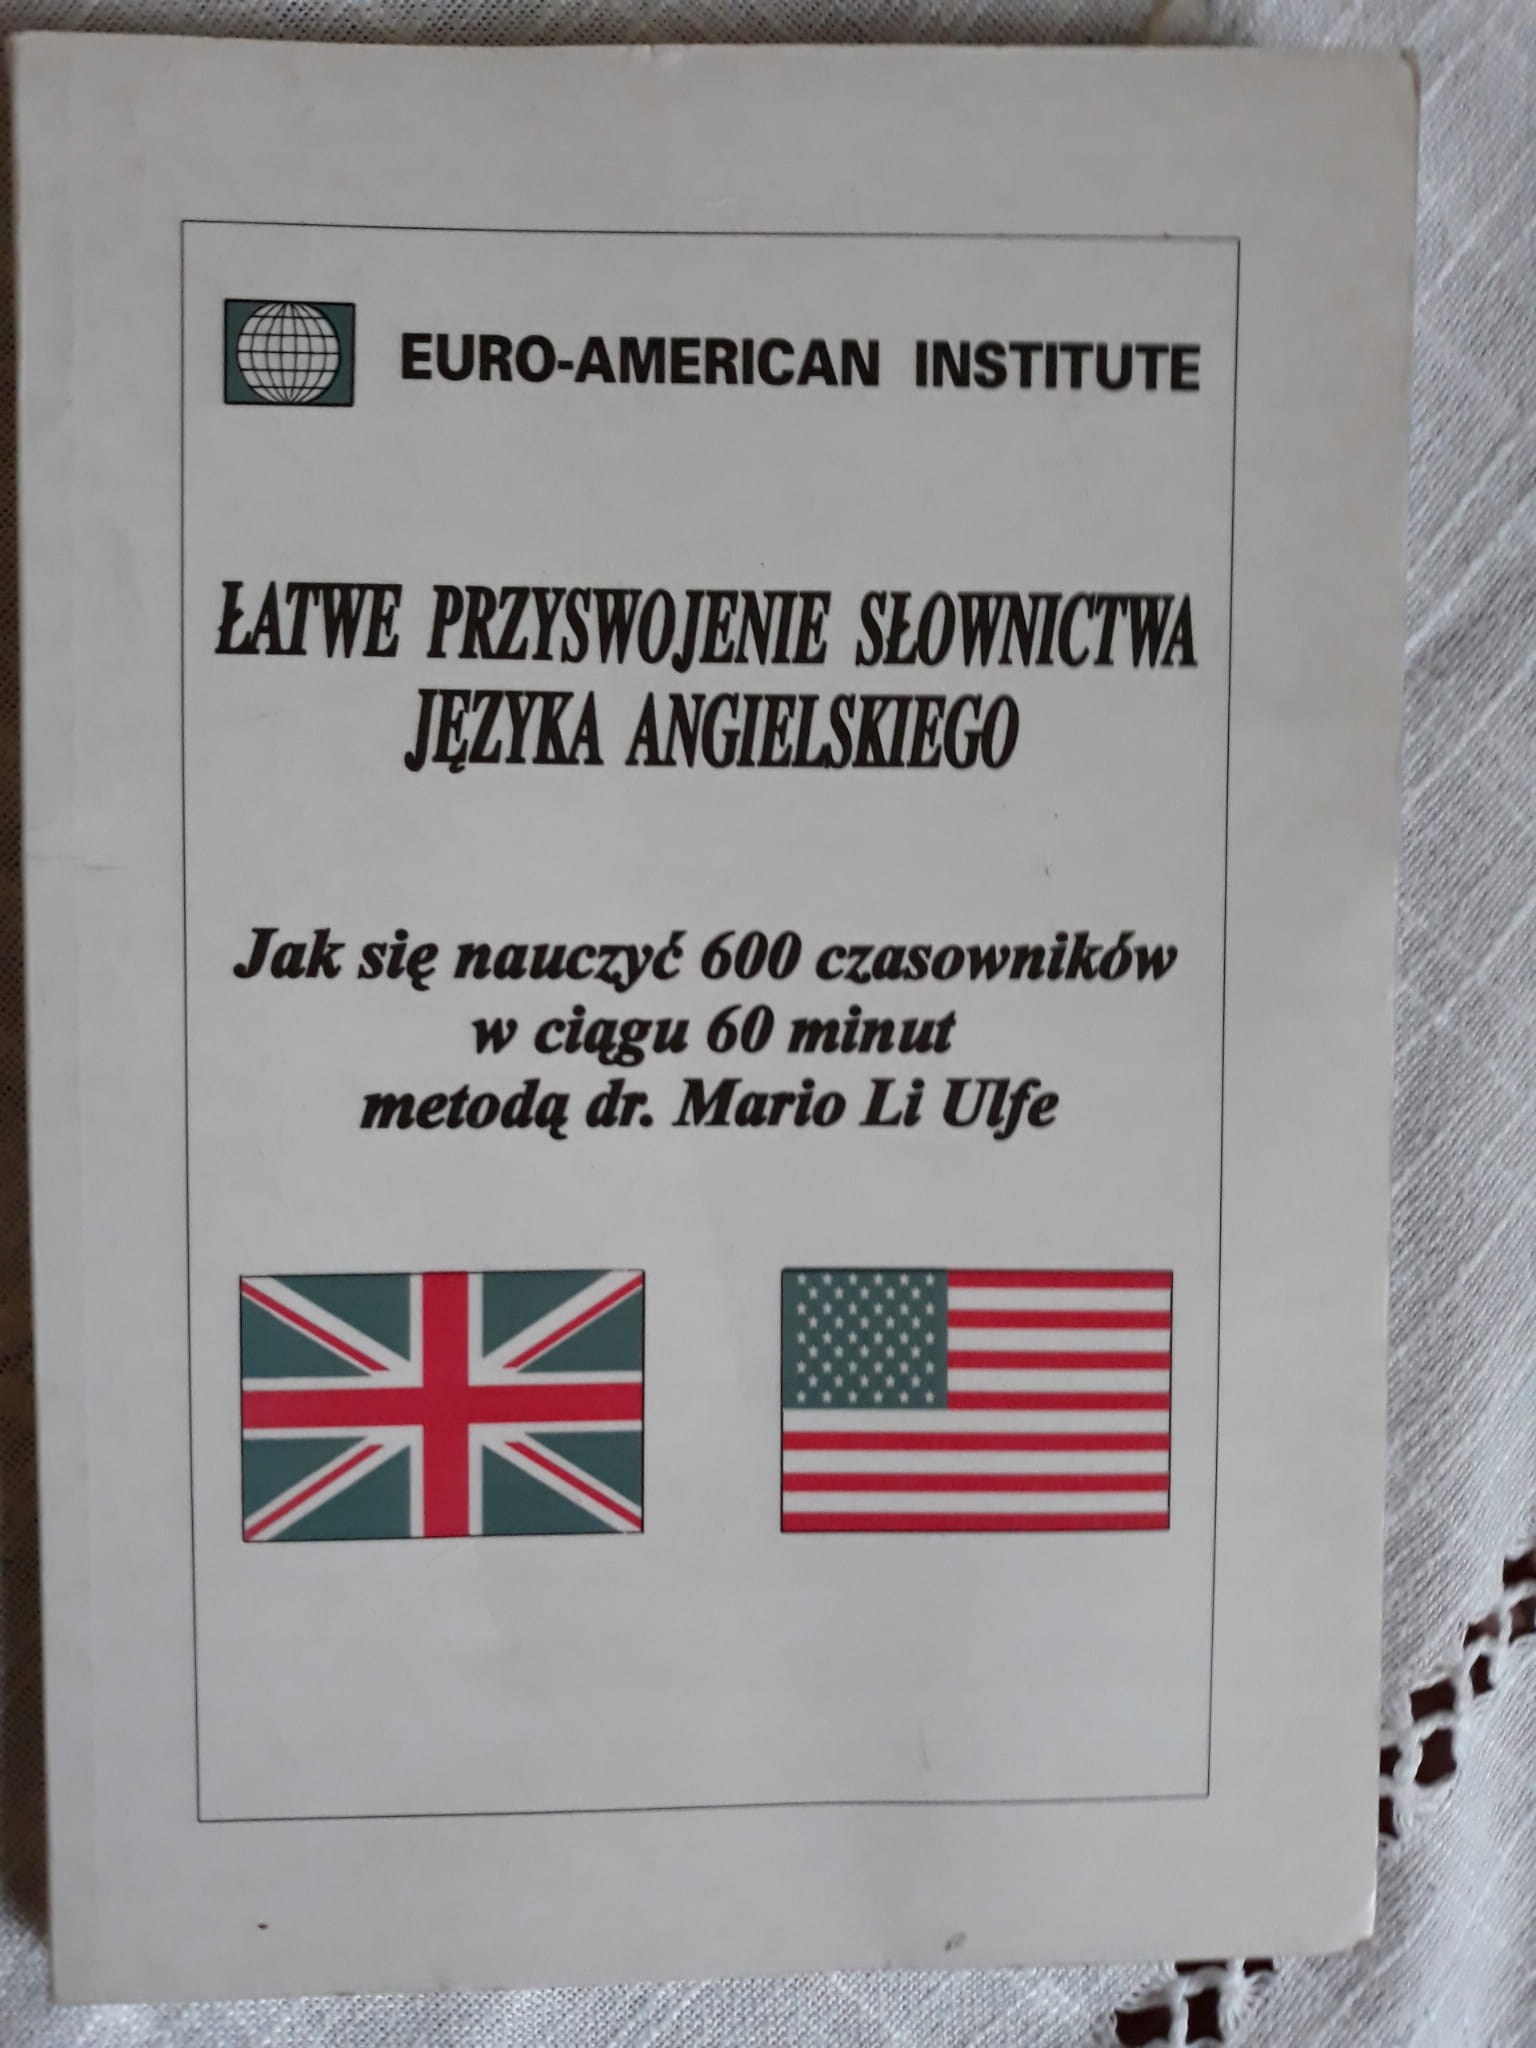 EURO-AMERICAN INSTITUTE
ŁATWE PRZYSWOJENIE SŁOWNICTWA
JĘZYKA ANGIELSKIEGO
Jak się nauczyć 600 czasowników
w ciągu 60 minut
metodą dr. Mario Li Ulfe